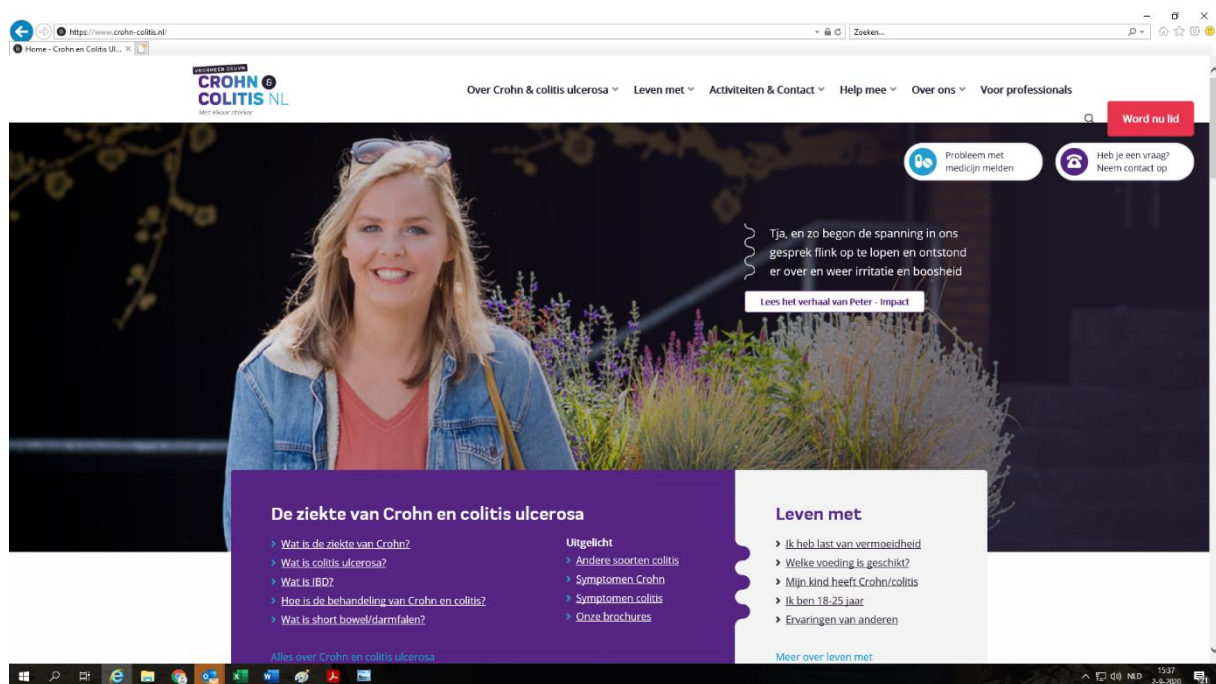 https://www.crohn-colitis.nl/
Zoeken...
Home - Crohn en Colitis Ul...
VOORHEEN CCUVN
CROHN &
COLITIS NL
Met elkaar sterker
Over Crohn & colitis ulcerosa
Leven met
Activiteiten & Contact
Help mee
Over ons
Voor professionals
Word nu lid
Probleem met
medicijn melden
Heb je een vraag?
Neem contact op
Tja, en zo begon de spanning in ons
gesprek flink op te lopen en ontstond
er over en weer irritatie en boosheid
Lees het verhaal van Peter - Impact
De ziekte van Crohn en colitis ulcerosa
Wat is de ziekte van Crohn?
Wat is colitis ulcerosa?
Wat is IBD?
Hoe is de behandeling van Crohn en colitis?
Wat is short bowel/darmfalen?
Alles over Crohn en colitis ulcerosa
Uitgelicht
Andere soorten colitis
Symptomen Crohn
Symptomen colitis
Onze brochures
Leven met
Ik heb last van vermoeidheid
Welke voeding is geschikt?
Mijn kind heeft Crohn/colitis
Ik ben 18-25 jaar
Ervaringen van anderen
Meer over leven met
NLD
15:37
2-9-2020
21